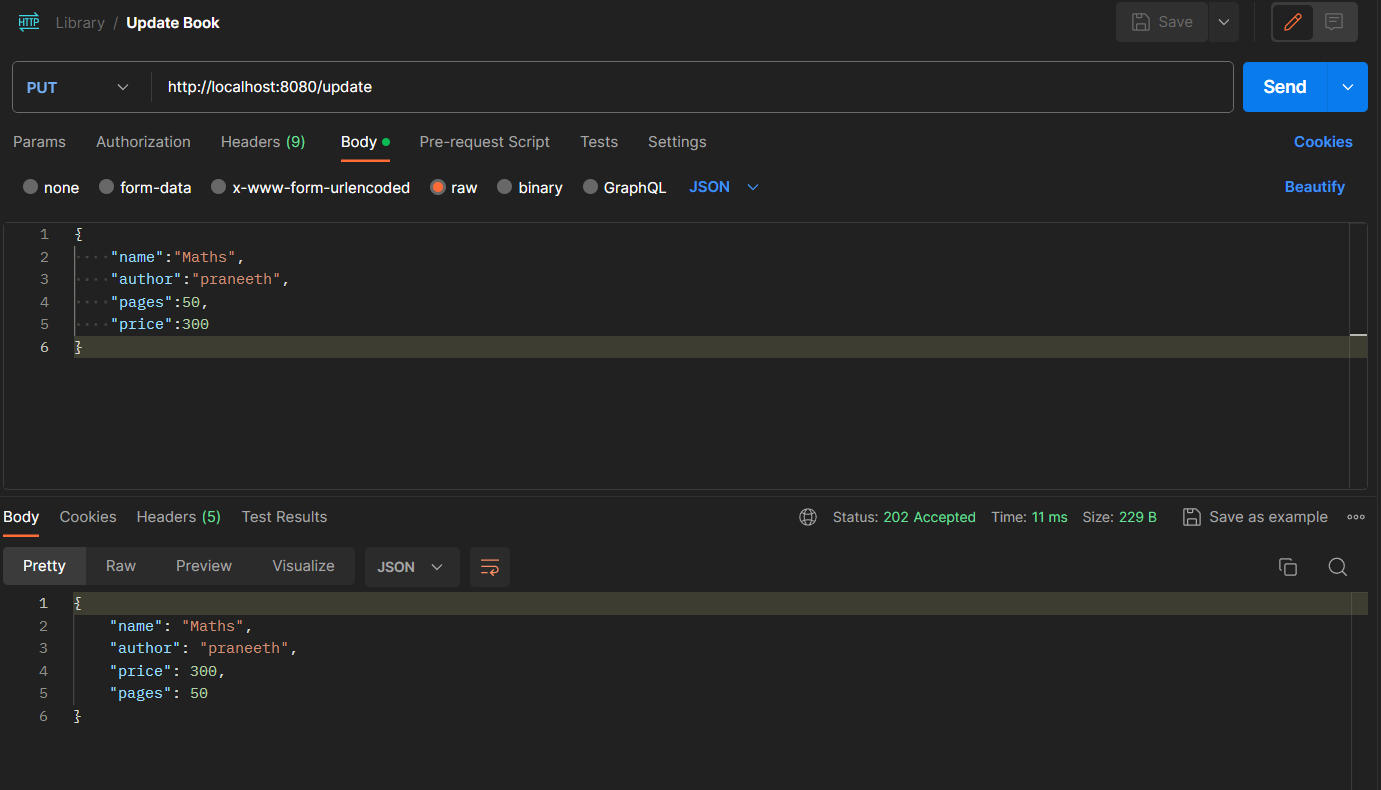 HTTP Library / Update Book Save
PUT http://localhost:8080/update Send
Params Authorization Headers (9) Body Pre-request Script Tests Settings Cookies
none form-data x-www-form-urlencoded raw binary GraphQL JSON Beautify
1 {
2 "name":"Maths",
3 "author":"praneeth",
4 "pages":50,
5 "price":300
6 }
Body Cookies Headers (5) Test Results Status: 202 Accepted Time: 11 ms Size: 229 B Save as example
Pretty Raw Preview Visualize JSON
1 {
2 "name": "Maths",
3 "author": "praneeth",
4 "price": 300,
5 "pages": 50
6 }